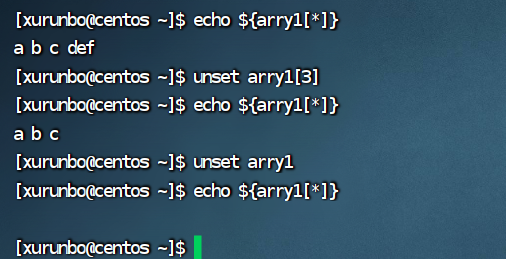 [xurunbo@centos ~]$ echo ${arry1[*]}
a b c def
[xurunbo@centos ~]$ unset arry1[3]
[xurunbo@centos ~]$ echo ${arry1[*]}
a b c
[xurunbo@centos ~]$ unset arry1
[xurunbo@centos ~]$ echo ${arry1[*]}

[xurunbo@centos ~]$